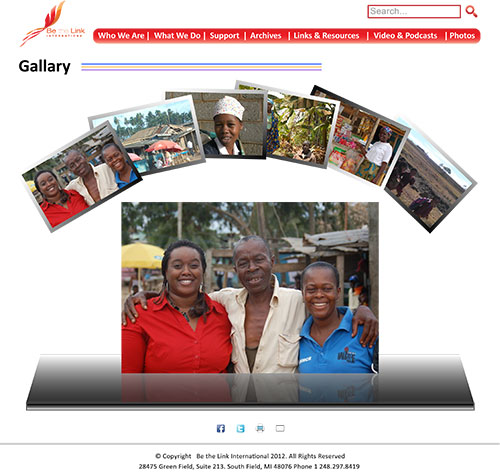 Be the Link
INTERNATIONAL
Search...
Who We Are | What We Do | Support | Archives | Links & Resources | Video & Podcasts | Photos
Gallary
© Copyright Be the Link International 2012. All Rights Reserved
28475 Green Field, Suite 213. South Field, MI 48076 Phone 1 248.297.8419